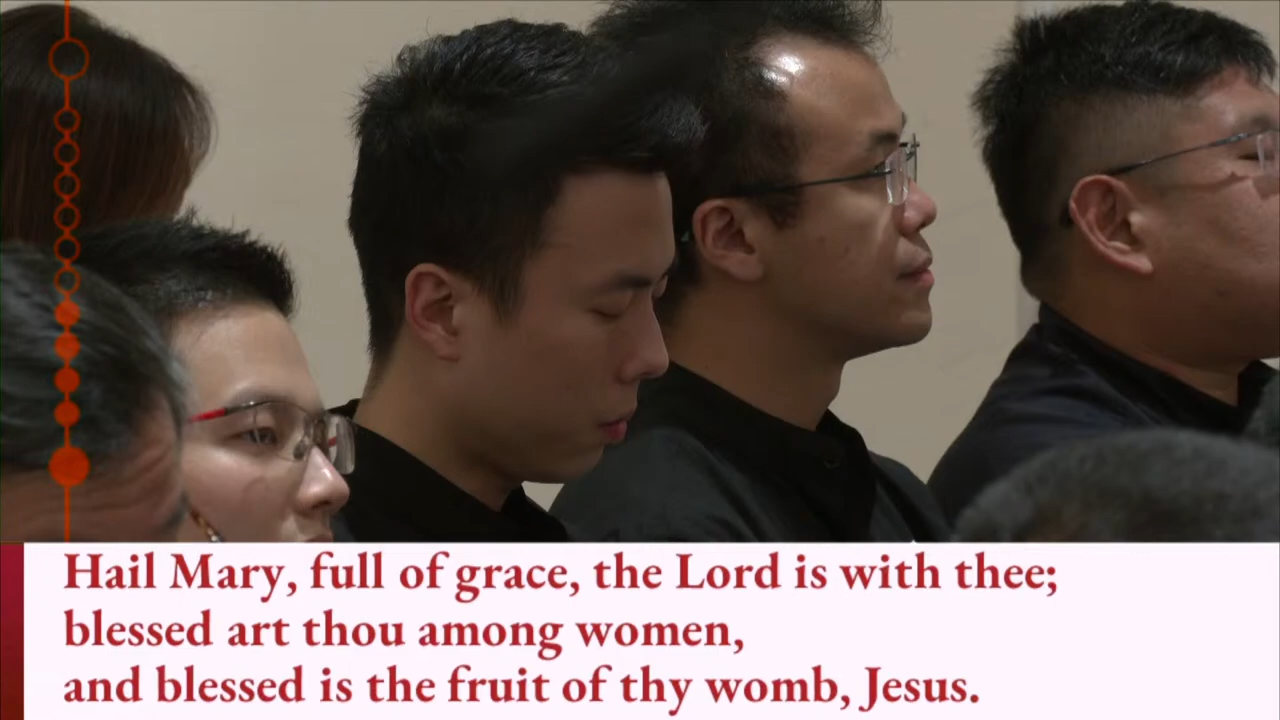 Hail Mary, full of grace, the Lord is with thee;
blessed art thou among women,
and blessed is the fruit of thy womb, Jesus.